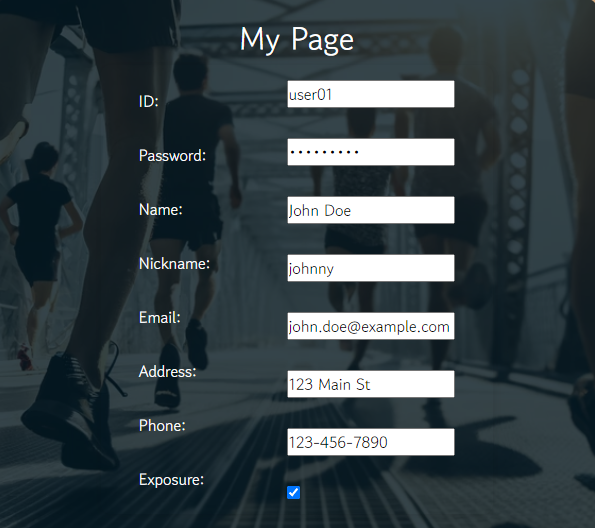 My Page
ID: user01
Password: •••••••••
Name: John Doe
Nickname: johnny
Email: john.doe@example.com
Address: 123 Main St
Phone: 123-456-7890
Exposure: